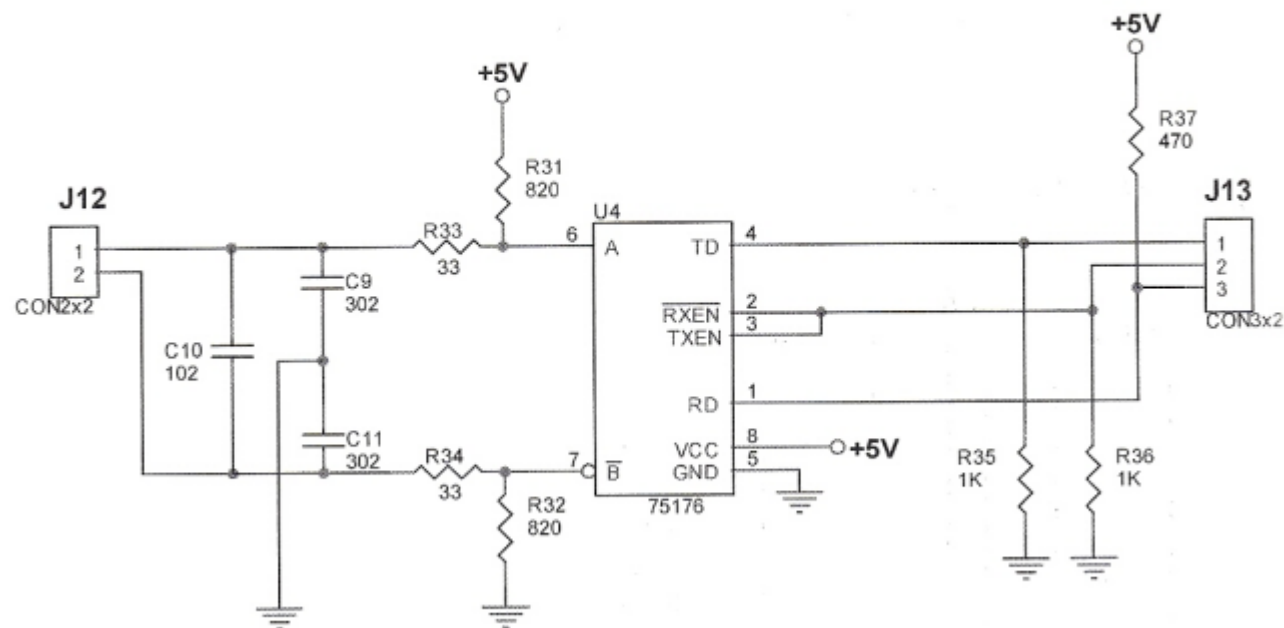 +5V
+5V
R37
470
R31
820
J12
J13
U4
R33
33
1
2
CON2x2
6
A
TD
4
1
2
3
CON3x2
C9
302
RXEN
2
TXEN
3
C10
102
RD
1
C11
302
VCC
8
+5V
GND
5
R34
33
7
B
75176
R35
1K
R36
1K
R32
820